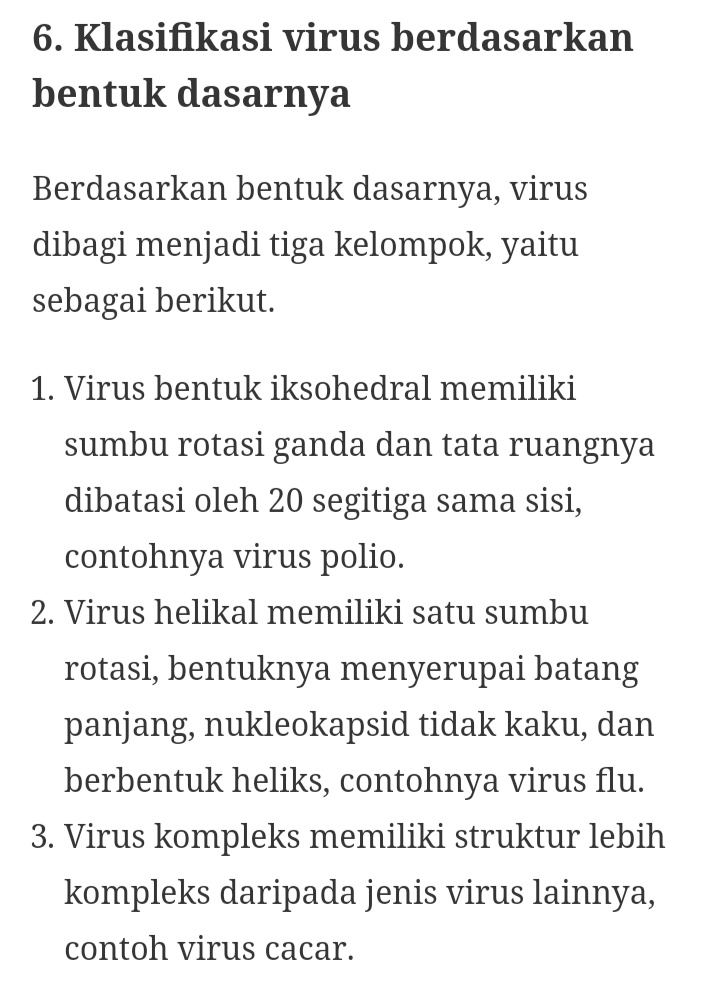 6. Klasifikasi virus berdasarkan
bentuk dasarnya
Berdasarkan bentuk dasarnya, virus
dibagi menjadi tiga kelompok, yaitu
sebagai berikut.
1. Virus bentuk iksohedral memiliki
sumbu rotasi ganda dan tata ruangnya
dibatasi oleh 20 segitiga sama sisi,
contohnya virus polio.
2. Virus helikal memiliki satu sumbu
rotasi, bentuknya menyerupai batang
panjang, nukleokapsid tidak kaku, dan
berbentuk heliks, contohnya virus flu.
3. Virus kompleks memiliki struktur lebih
kompleks daripada jenis virus lainnya,
contoh virus cacar.